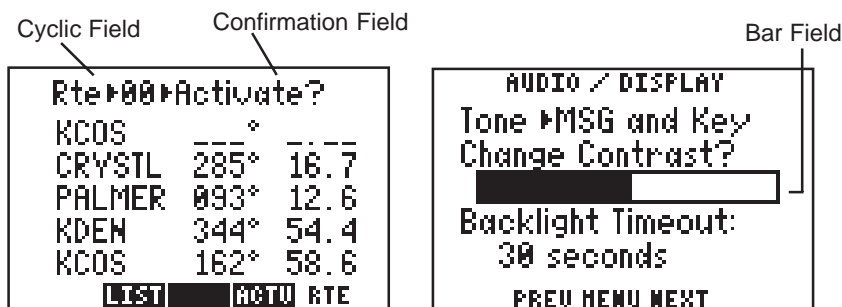 Cyclic Field
Confirmation Field
Bar Field
Rte▸00▸Activate?
KCOS ___° __.__
CRYSTL 285° 16.7
PALMER 093° 12.6
KDEN 344° 54.4
KCOS 162° 58.6
LIST ACTV RTE
AUDIO / DISPLAY
Tone ▸MSG and Key
Change Contrast?
Backlight Timeout:
30 seconds
PREV MENU NEXT